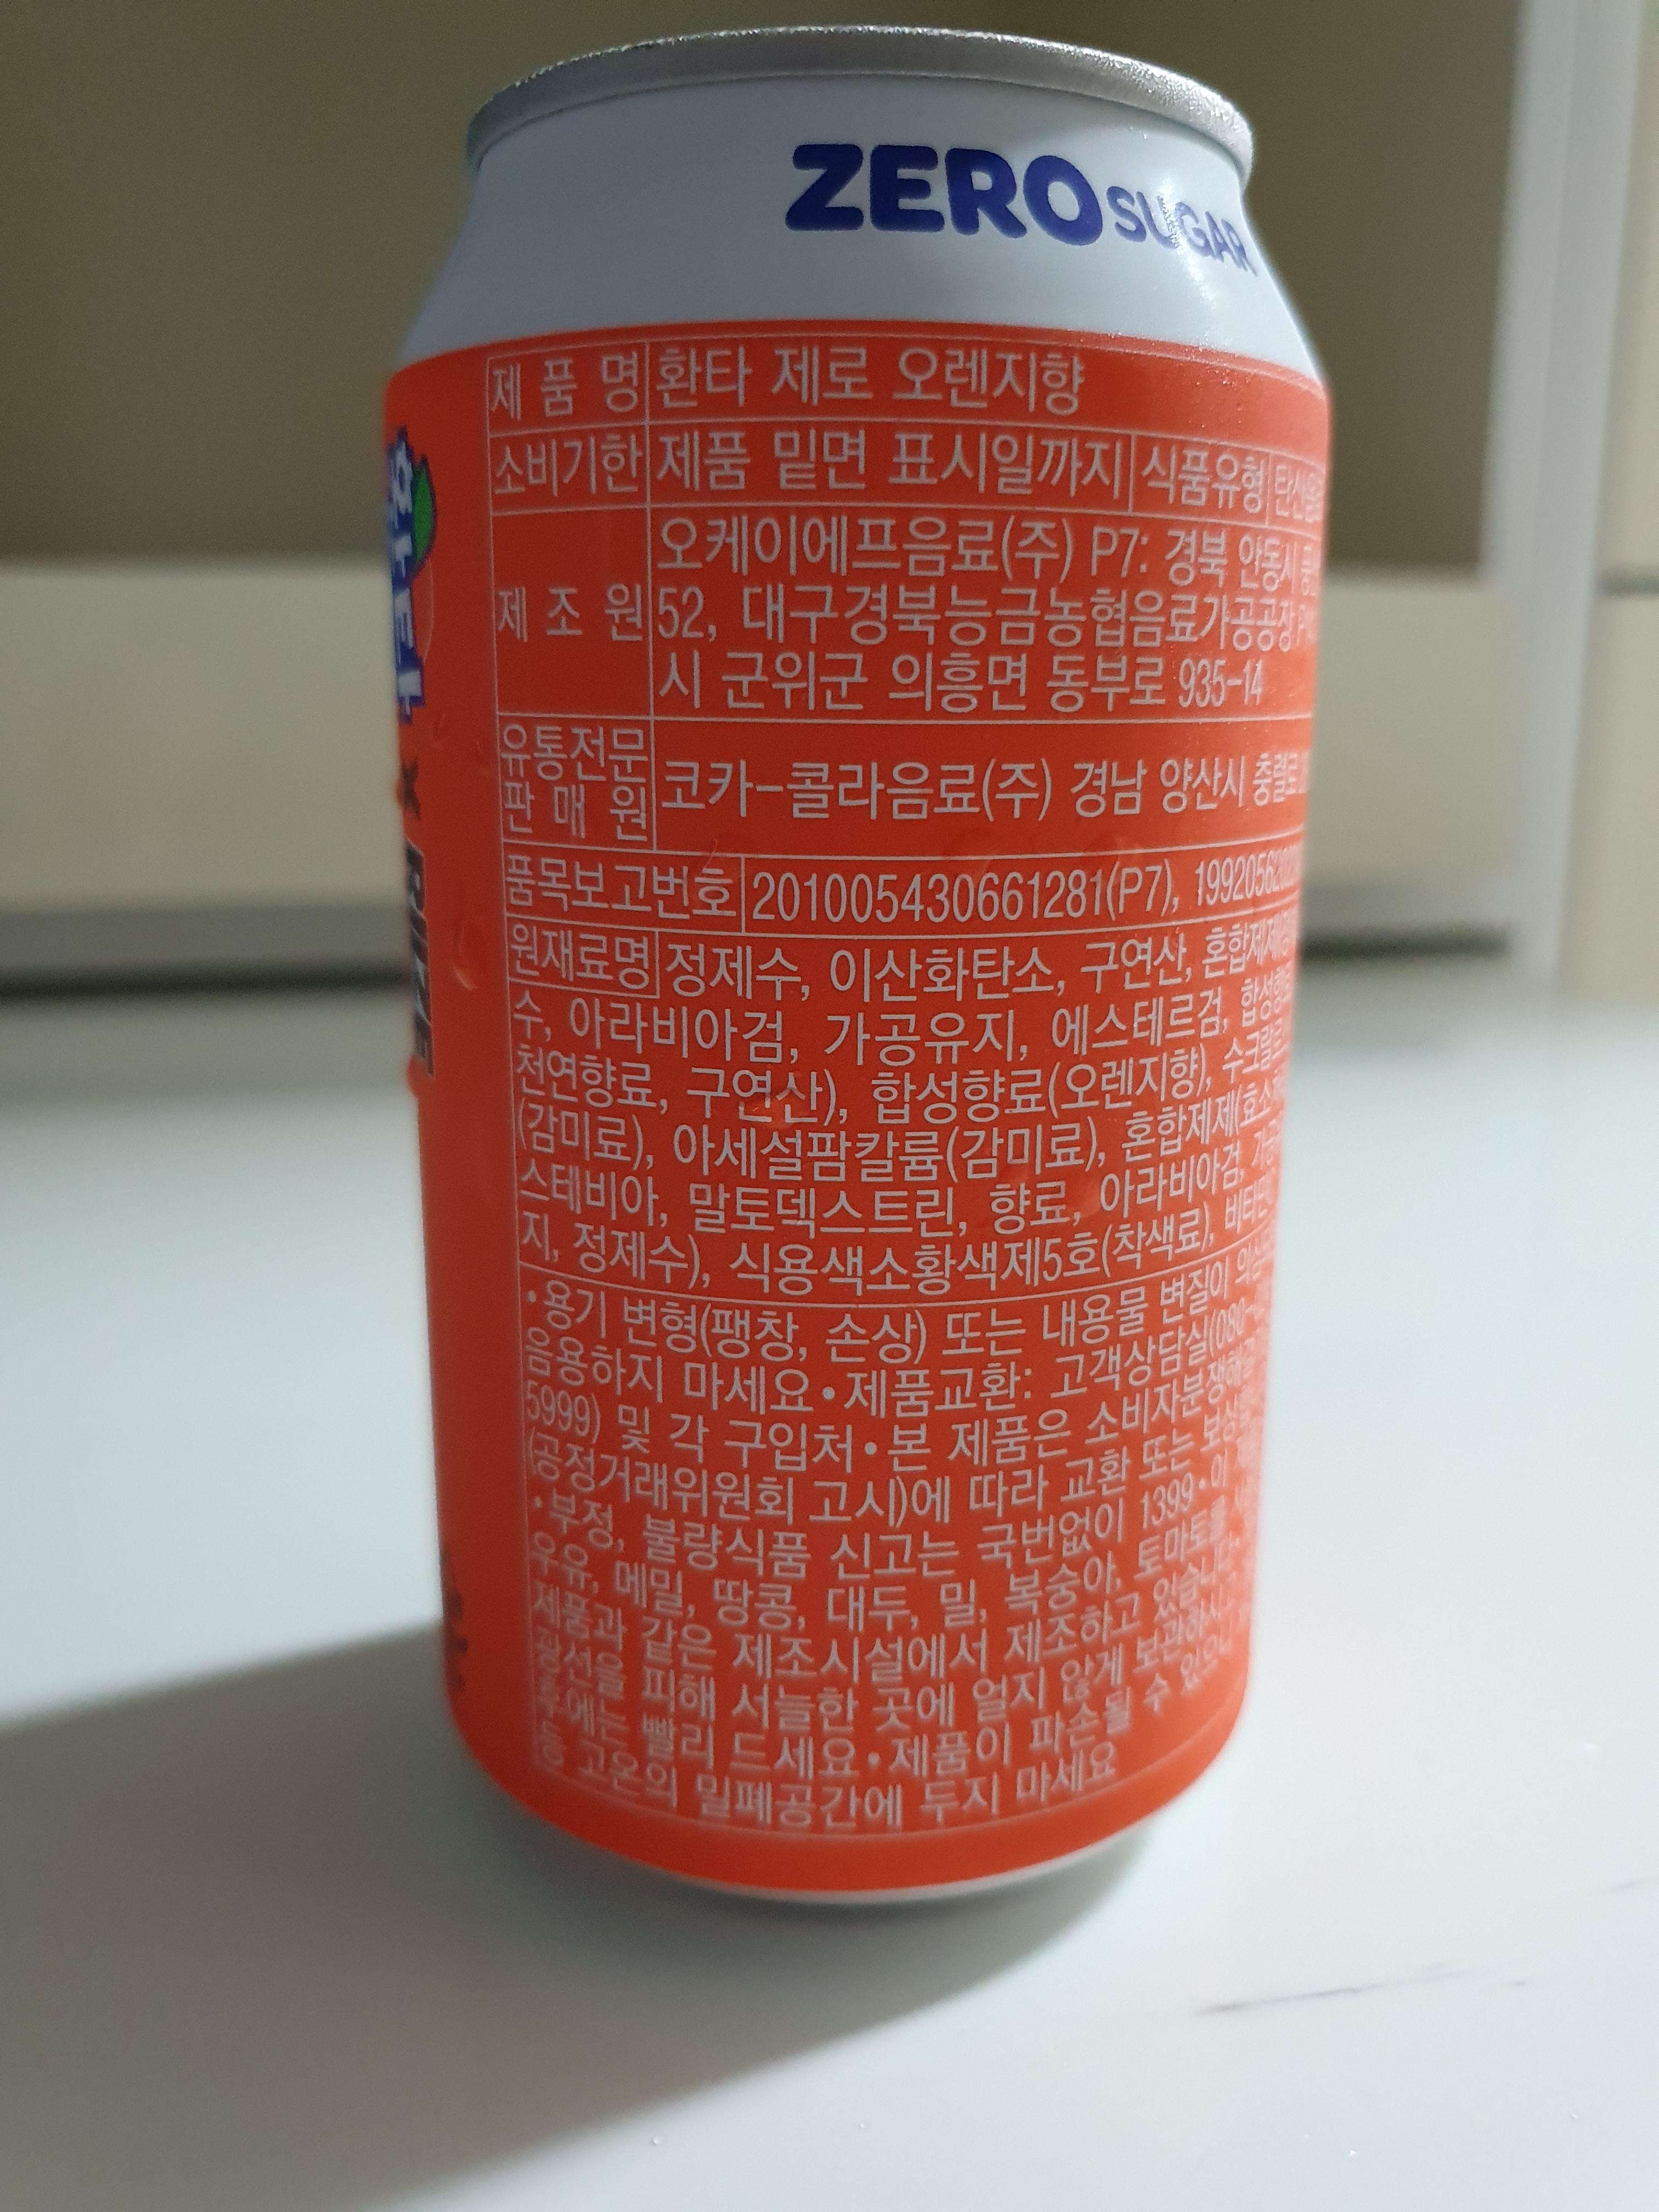 ZERO SUGAR
제 품 명 환타 제로 오렌지향
소비기한 제품 밑면 표시일까지 식품유형
제 조 원 오케이에프음료(주) P7: 경북 안동시
52, 대구경북능금농협음료가공공장
시 군위군 의흥면 동부로 935-14
유통전문
판 매 원 코카-콜라음료(주) 경남 양산시 충렬로
품목보고번호 201005430661281(P7),
원재료명 정제수, 이산화탄소, 구연산, 혼합제제
수, 아라비아검, 가공유지, 에스테르검,
천연향료, 구연산), 합성향료(오렌지향),
(감미료), 아세설팜칼륨(감미료), 혼합제제
스테비아, 말토덱스트린, 향료, 아라비아검,
지, 정제수), 식용색소황색제5호(착색료),
•용기 변형(팽창, 손상) 또는 내용물 변질이
음용하지 마세요•제품교환: 고객상담실(080-
5999) 및 각 구입처•본 제품은
(공정거래위원회 고시)에 따라 교환 또는
•부정, 불량식품 신고는 국번없이 1399•이
우유, 메밀, 땅콩, 대두, 밀, 복숭아, 토마토를
제품과 같은 제조시설에서 제조하고 있습니다
광선을 피해 서늘한 곳에 얼지 않게
후에는 빨리 드세요•제품이 파손될 수
등 고온의 밀폐공간에 두지 마세요